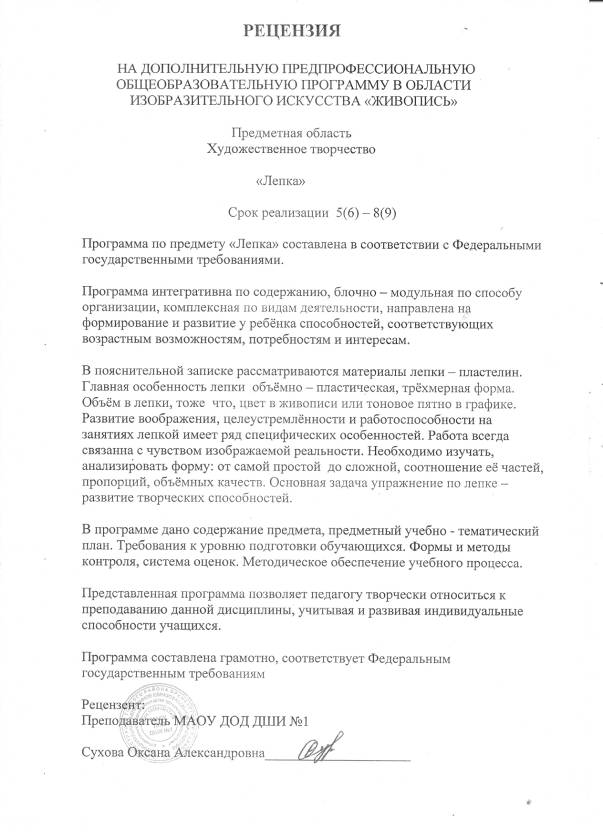 РЕЦЕНЗИЯ
НА ДОПОЛНИТЕЛЬНУЮ ПРЕДПРОФЕССИОНАЛЬНУЮ
ОБЩЕОБРАЗОВАТЕЛЬНУЮ ПРОГРАММУ В ОБЛАСТИ
ИЗОБРАЗИТЕЛЬНОГО ИСКУССТВА «ЖИВОПИСЬ»
Предметная область
Художественное творчество
«Лепка»
Срок реализации 5(6) – 8(9)
Программа по предмету «Лепка» составлена в соответствии с Федеральными
государственными требованиями.
Программа интегративна по содержанию, блочно – модульная по способу
организации, комплексная по видам деятельности, направлена на
формирование и развитие у ребёнка способностей, соответствующих
возрастным возможностям, потребностям и интересам.
В пояснительной записке рассматриваются материалы лепки – пластелин.
Главная особенность лепки объёмно – пластическая, трёхмерная форма.
Объём в лепки, тоже что, цвет в живописи или тоновое пятно в графике.
Развитие воображения, целеустремлённости и работоспособности на
занятиях лепкой имеет ряд специфических особенностей. Работа всегда
связанна с чувством изображаемой реальности. Необходимо изучать,
анализировать форму: от самой простой до сложной, соотношение её частей,
пропорций, объёмных качеств. Основная задача упражнение по лепке –
развитие творческих способностей.
В программе дано содержание предмета, предметный учебно - тематический
план. Требования к уровню подготовки обучающихся. Формы и методы
контроля, система оценок. Методическое обеспечение учебного процесса.
Представленная программа позволяет педагогу творчески относиться к
преподаванию данной дисциплины, учитывая и развивая индивидуальные
способности учащихся.
Программа составлена грамотно, соответствует Федеральным
государственным требованиям
Рецензент:
Преподаватель МАОУ ДОД ДШИ №1
Сухова Оксана Александровна